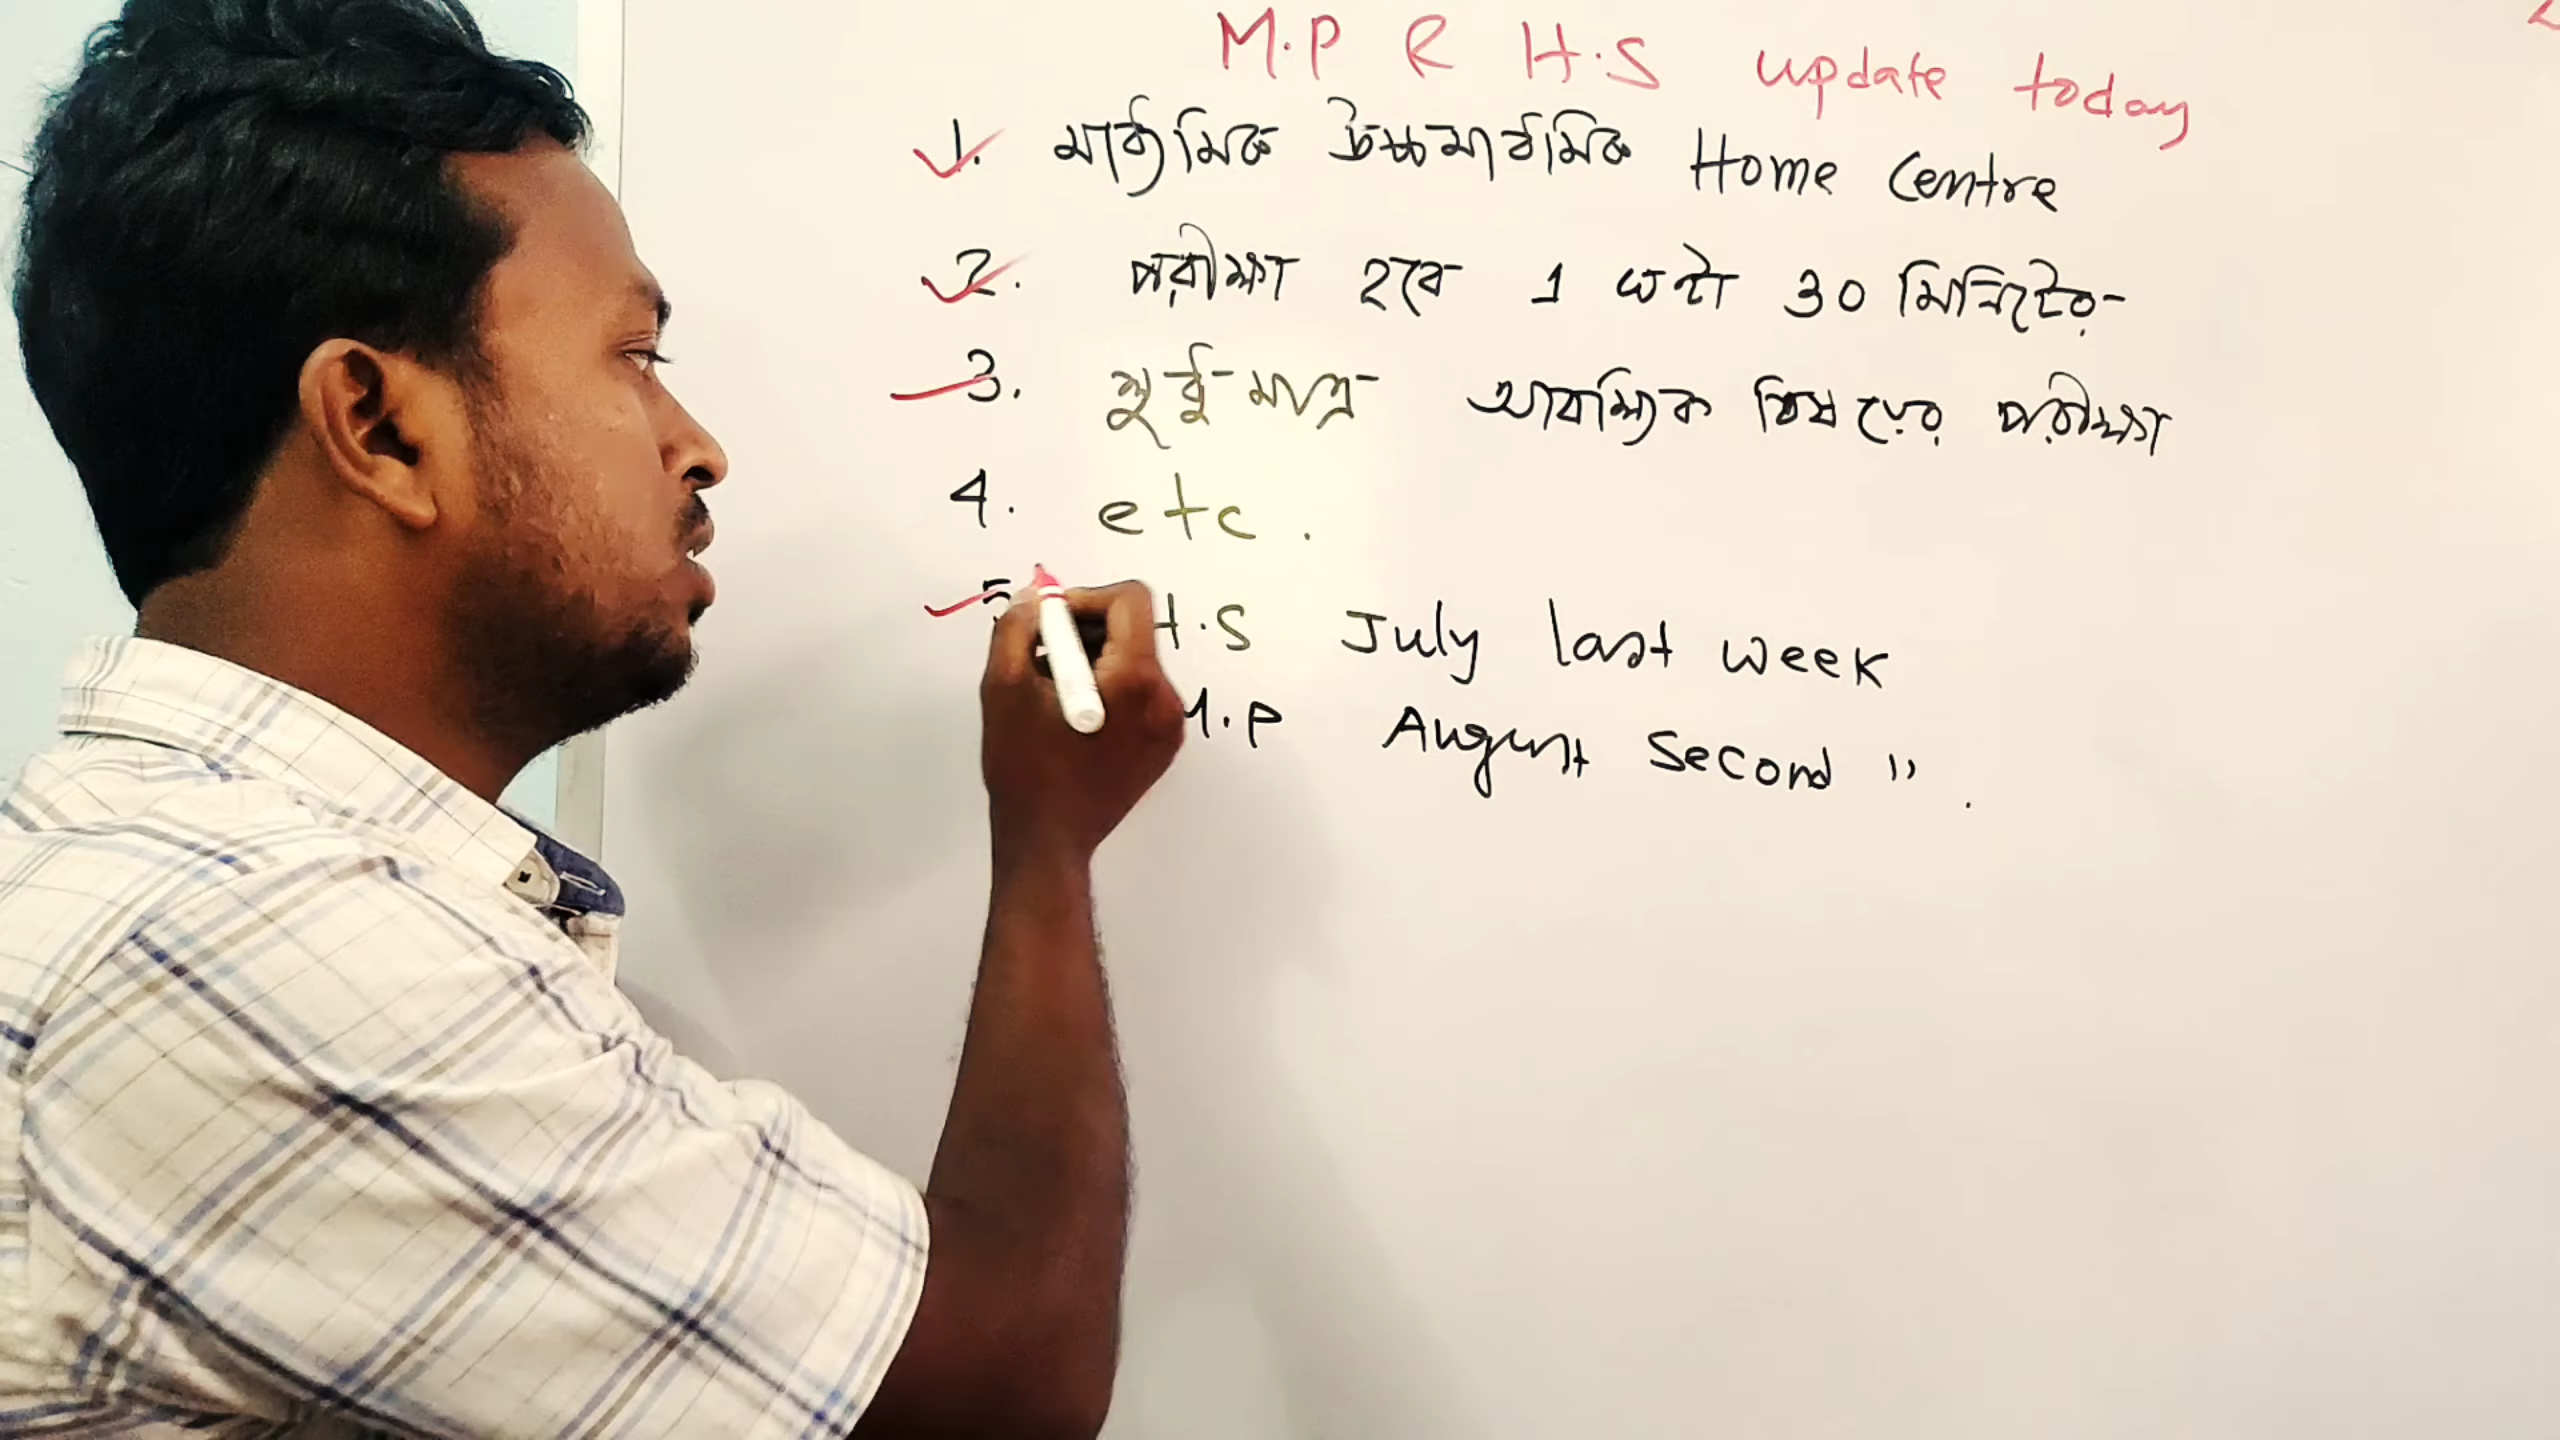 M.P R H.S update today
1. মাধ্যমিক উচ্চমাধ্যমিক Home Centre
2. পরীক্ষা হবে 1 ঘন্টা 30 মিনিটের
3. শুধুমাত্র আবশ্যিক বিষয়ের পরীক্ষা
4. etc.
5 H.S July last week
M.P August Second " .